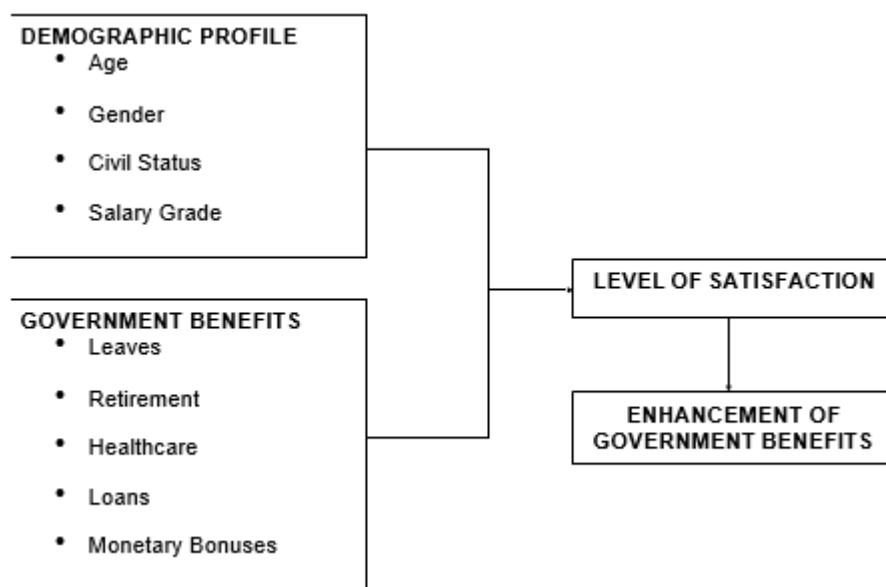 DEMOGRAPHIC PROFILE
• Age
• Gender
• Civil Status
• Salary Grade
GOVERNMENT BENEFITS
• Leaves
• Retirement
• Healthcare
• Loans
• Monetary Bonuses
LEVEL OF SATISFACTION
ENHANCEMENT OF
GOVERNMENT BENEFITS